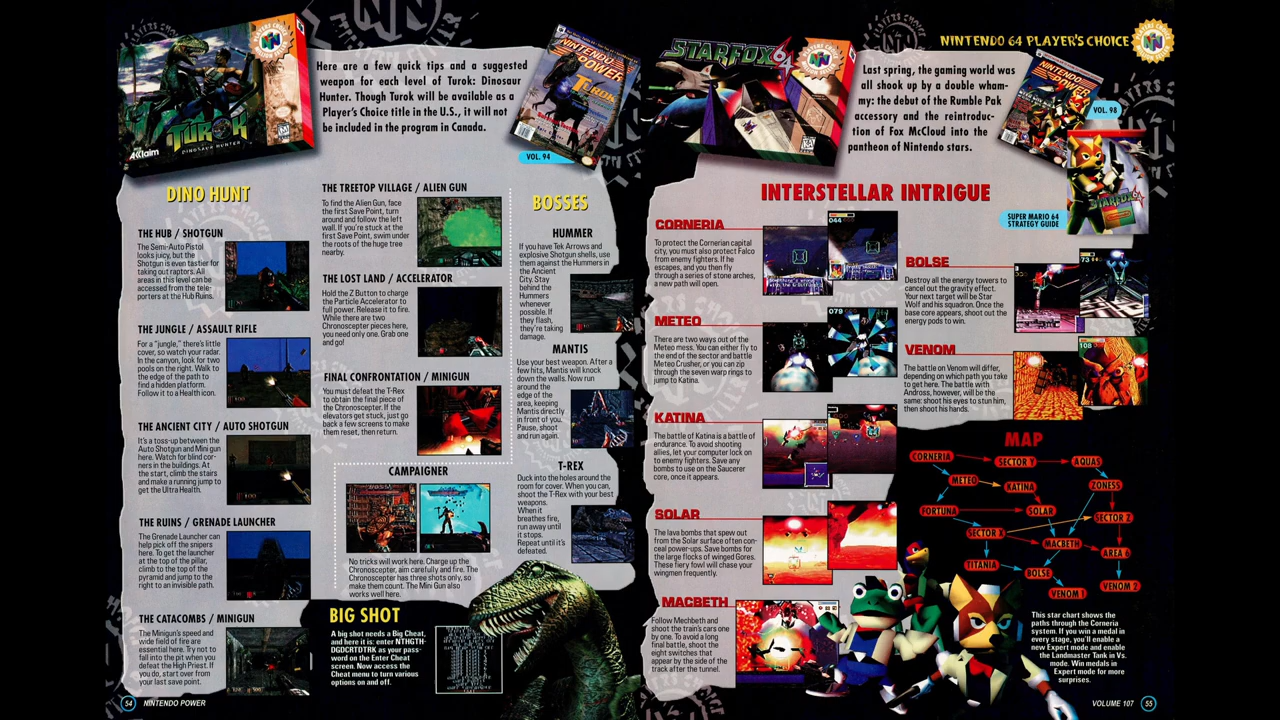 NINTENDO 64 PLAYER'S CHOICE
TUROK
DINOSAUR HUNTER
AKklaim
Here are a few quick tips and a suggested
weapon for each level of Turok: Dinosaur
Hunter. Though Turok will be available as a
Player's Choice title in the U.S., it will not
be included in the program in Canada.
NINTENDO
POWER
TUROK
VOL. 94
DINO HUNT
THE HUB / SHOTGUN
The Semi-Auto Pistol
looks juicy, but the
Shotgun is even tastier for
taking out raptors. All
areas in this level can be
accessed from the tele-
porters at the Hub Ruins.
THE JUNGLE / ASSAULT RIFLE
For a "jungle," there's little
cover, so watch your radar.
In the canyon, look for two
pools on the right. Walk to
the edge of the path to
find a hidden platform.
Follow it to a Health icon.
THE ANCIENT CITY / AUTO SHOTGUN
It's a toss-up between the
Auto Shotgun and Mini gun
here. Watch for blind cor-
ners in the buildings. At
the start, climb the stairs
and make a running jump to
get the Ultra Health.
THE RUINS / GRENADE LAUNCHER
The Grenade Launcher can
help pick off the snipers
here. To get the launcher
at the top of the pillar,
climb to the top of the
pyramid and jump to the
right to an invisible path.
THE CATACOMBS / MINIGUN
The Minigun's speed and
wide field of fire are
essential here. Try not to
fall into the pit when you
defeat the High Priest. If
you do, start over from
your last save point.
THE TREETOP VILLAGE / ALIEN GUN
To find the Alien Gun, face
the first Save Point, turn
around and follow the left
wall. If you're stuck at the
first Save Point, swim under
the roots of the huge tree
nearby.
THE LOST LAND / ACCELERATOR
Hold the Z Button to charge
the Particle Accelerator to
full power. Release it to fire.
While there are two
Chronoscepter pieces here,
you need only one. Grab one
and go!
FINAL CONFRONTATION / MINIGUN
You must defeat the T-Rex
to obtain the final piece of
the Chronoscepter. If the
elevators get stuck, just go
back a few screens to make
them reset, then return.
CAMPAIGNER
No tricks will work here. Charge up the
Chronoscepter, aim carefully and fire. The
Chronoscepter has three shots only, so
make them count. The Mini Gun also
works well here.
BIG SHOT
A big shot needs a Big Cheat,
and here it is: enter NTHGTH-
DGDCRTDTRK as your pass-
word on the Enter Cheat
screen. Now access the
Cheat menu to turn various
options on and off.
BOSSES
HUMMER
If you have Tek Arrows and
explosive Shotgun shells, use
them against the Hummers in
the Ancient
City. Stay
behind the
Hummers
whenever
possible. If
they flash,
they're taking
damage.
MANTIS
Use your best weapon. After a
few hits, Mantis will knock
down the walls. Now run
around the
edge of the
area, keeping
Mantis directly
in front of you.
Pause, shoot
and run again.
T-REX
Duck into the holes around the
room for cover. When you can,
shoot the T-Rex with your best
weapons.
When it
breathes fire,
run away until
it stops.
Repeat until it's
defeated.
54 NINTENDO POWER
STARFOX 64
Last spring, the gaming world was
all shook up by a double wham-
my: the debut of the Rumble Pak
accessory and the reintroduc-
tion of Fox McCloud into the
pantheon of Nintendo stars.
NINTENDO
POWER
VOL. 98
STARFOX 64
SUPER MARIO 64
STRATEGY GUIDE
INTERSTELLAR INTRIGUE
CORNERIA
To protect the Cornerian capital
city, you must also protect Falco
from enemy fighters. If he
escapes, and you then fly
through a series of stone arches,
a new path will open.
044
METEO
There are two ways out of the
Meteo mess. You can either fly to
the end of the sector and battle
Meteo Crusher, or you can zip
through the seven warp rings to
jump to Katina.
079
KATINA
The battle of Katina is a battle of
endurance. To avoid shooting
allies, let your computer lock on
to enemy fighters. Save any
bombs to use on the Saucerer
core, once it appears.
SOLAR
The lava bombs that spew out
from the Solar surface often con-
ceal power-ups. Save bombs for
the large flocks of winged Gores.
These fiery fowl will chase your
wingmen frequently.
MACBETH
Follow Mechbeth and
shoot the train's cars one
by one. To avoid a long
final battle, shoot the
eight switches that
appear by the side of the
track after the tunnel.
BOLSE
Destroy all the energy towers to
cancel out the gravity effect.
Your next target will be Star
Wolf and his squadron. Once the
base core appears, shoot out the
energy pods to win.
73
VENOM
The battle on Venom will differ,
depending on which path you take
to get here. The battle with
Andross, however, will be the
same: shoot his eyes to stun him,
then shoot his hands.
108
MAP
CORNERIA
SECTOR Y
AQUAS
METEO
KATINA
ZONESS
FORTUNA
SOLAR
SECTOR Z
SECTOR X
MACBETH
AREA 6
TITANIA
BOLSE
VENOM 1
VENOM 2
This star chart shows the
paths through the Corneria
system. If you win a medal in
every stage, you'll enable a
new Expert mode and enable
the Landmaster Tank in Vs.
mode. Win medals in
Expert mode for more
surprises.
VOLUME 107 55